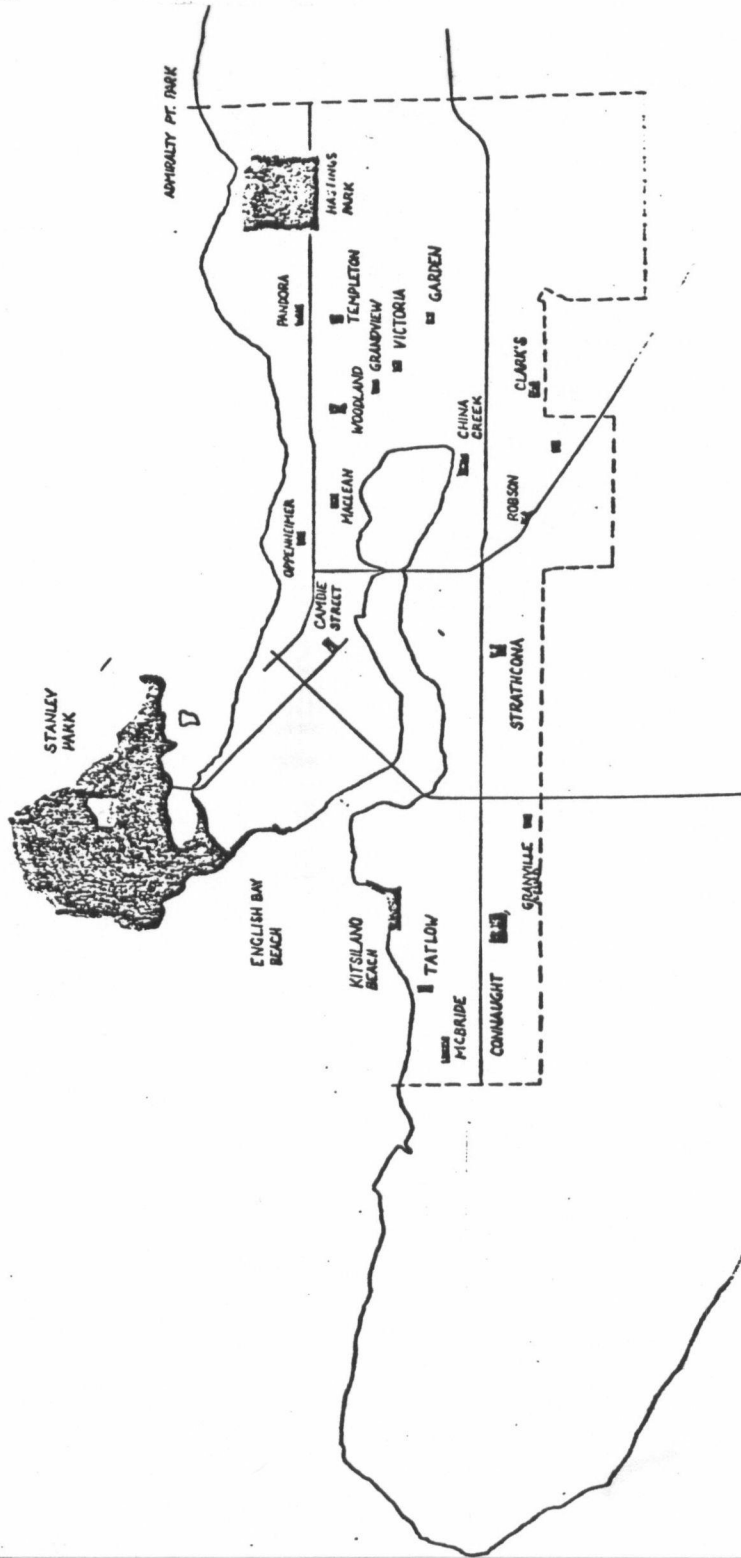 STANLEY
PARK
ADMIRALTY PT. PARK
ENGLISH BAY
BEACH
KITSILAND
BEACH
CAMBIE
STREET
OPPENHEIMER
PANDORA
HASTINGS
PARK
MACLEAN
WOODLAND
TEMPLETON
GRANDVIEW
VICTORIA
GARDEN
CHINA
CREEK
TATLOW
MCBRIDE
CONNAUGHT
GRANVILLE
STRATHCONA
ROBSON
CLARK'S